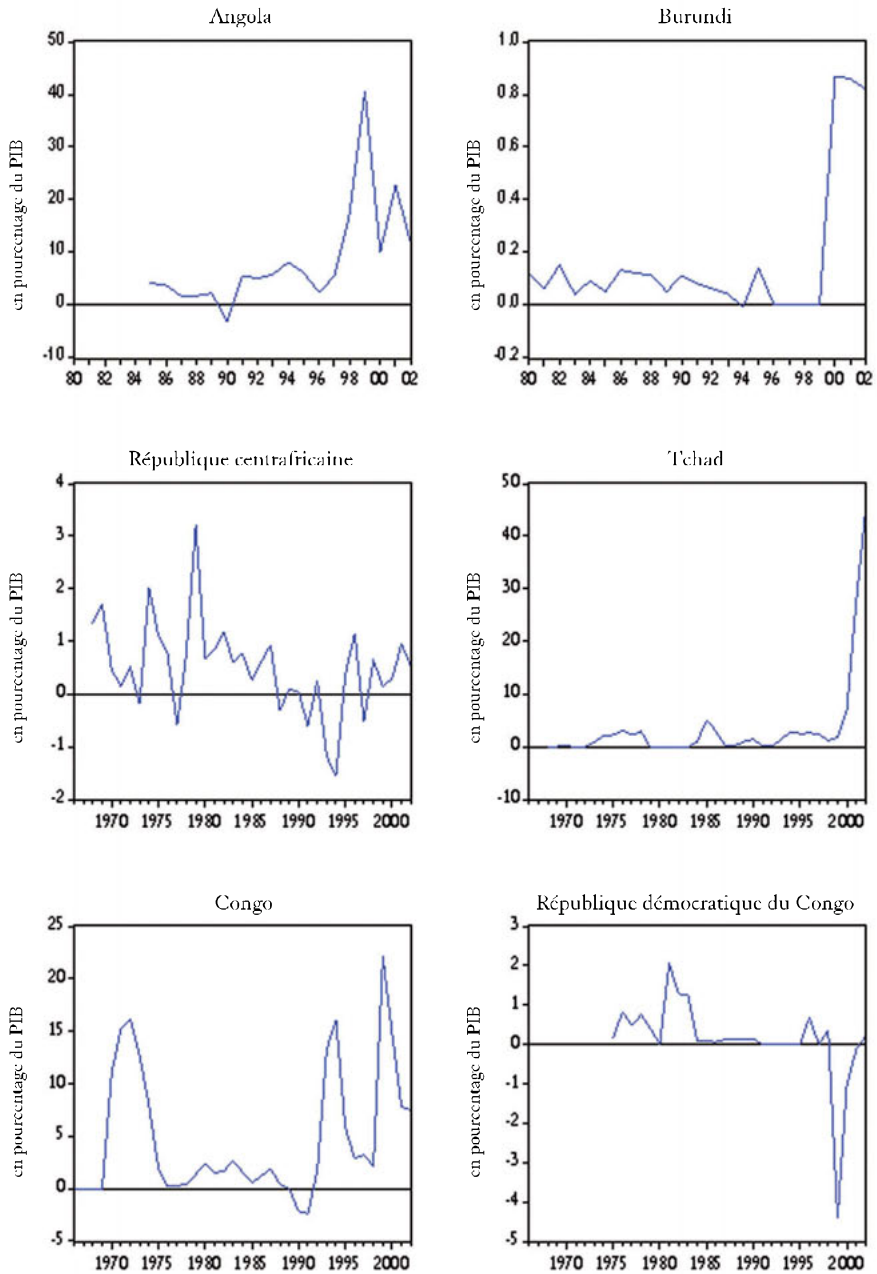 Angola
en pourcentage du PIB
50
40
30
20
10
0
-10
80 82 84 86 88 90 92 94 96 98 00 02
Burundi
en pourcentage du PIB
1.0
0.8
0.6
0.4
0.2
0.0
-0.2
80 82 84 86 88 90 92 94 96 98 00 02
République centrafricaine
en pourcentage du PIB
4
3
2
1
0
-1
-2
1970 1975 1980 1985 1990 1995 2000
Tchad
en pourcentage du PIB
50
40
30
20
10
0
-10
1970 1975 1980 1985 1990 1995 2000
Congo
en pourcentage du PIB
25
20
15
10
5
0
-5
1970 1975 1980 1985 1990 1995 2000
République démocratique du Congo
en pourcentage du PIB
3
2
1
0
-1
-2
-3
-4
-5
1970 1975 1980 1985 1990 1995 2000